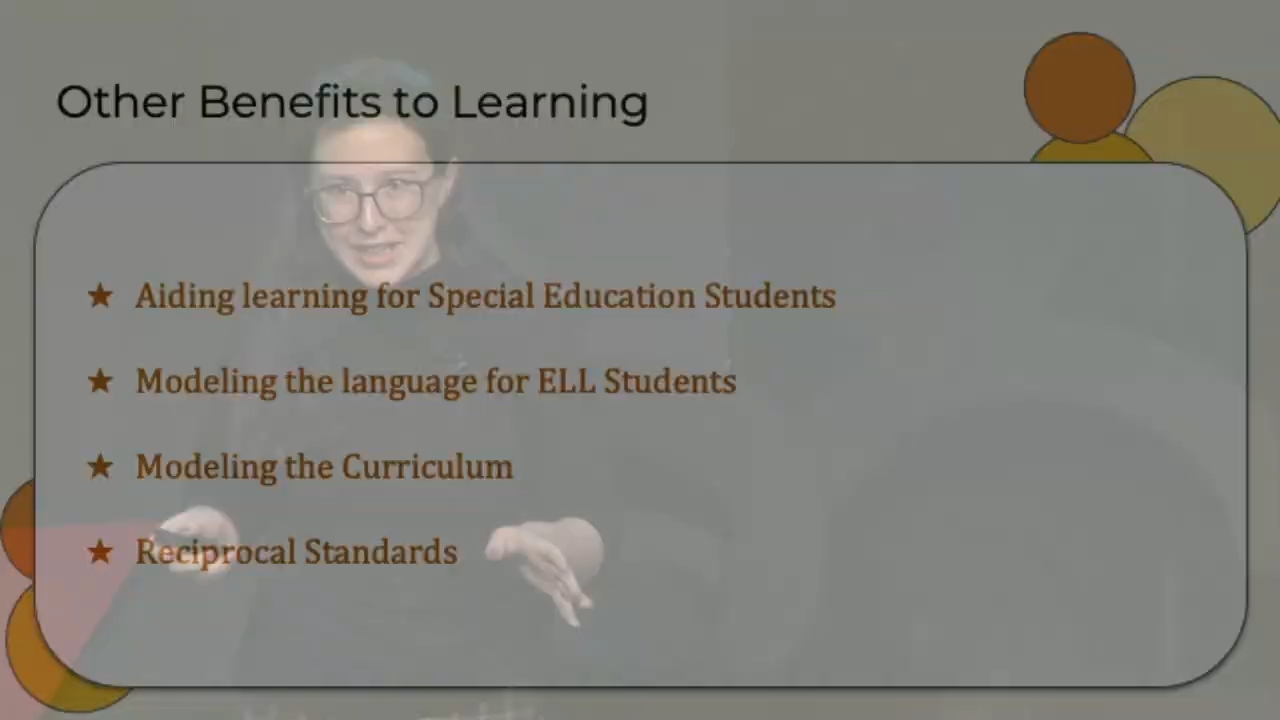 Other Benefits to Learning
★ Aiding learning for Special Education Students
★ Modeling the language for ELL Students
★ Modeling the Curriculum
★ Reciprocal Standards